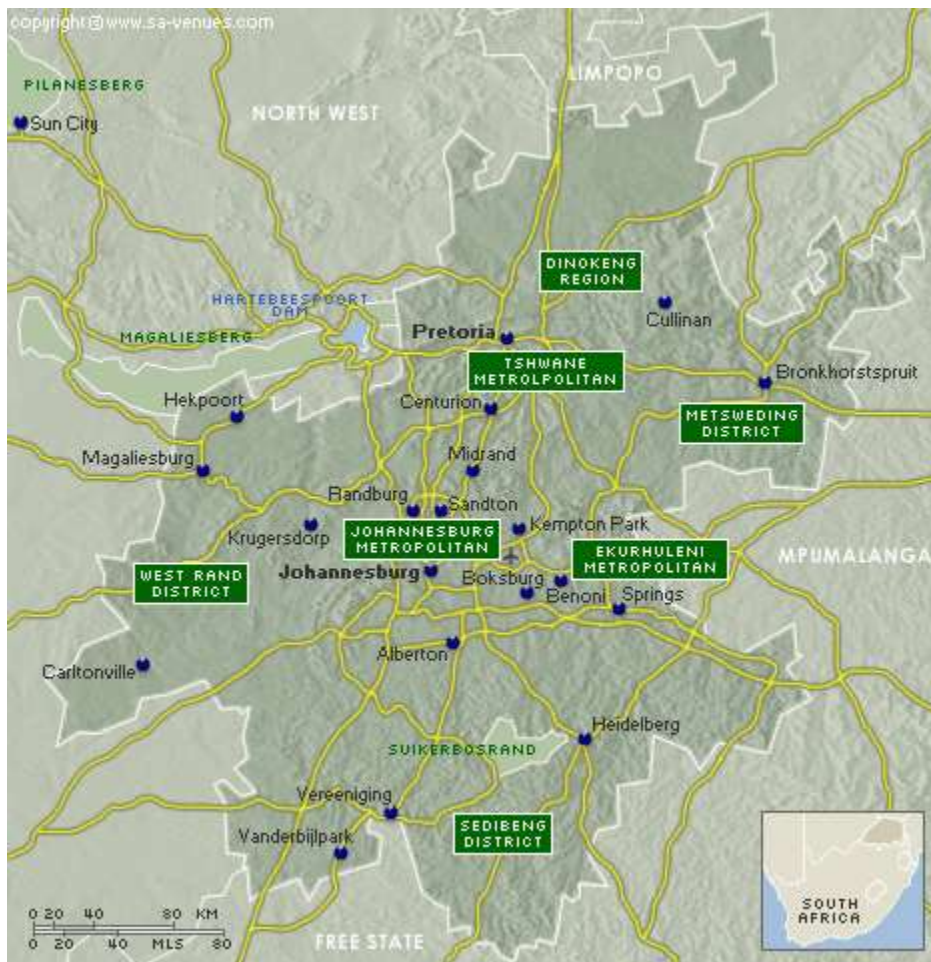 copyright@www.sa-venues.com
LIMPOPO
PILANESBERG
NORTH WEST
Sun City
DINOKENG
REGION
HARTEBEESPOORT
DAM
Cullinan
MAGALIESBERG
Pretoria
TSHWANE
METROLPOLITAN
Bronkhorstspruit
Hekpoort
Centurion
METSWEDING
DISTRICT
Magaliesburg
Midrand
Randburg
Sandton
Krugersdorp
JOHANNESBURG
METROPOLITAN
Kempton Park
EKURHULENI
METROPOLITAN
MPUMALANGA
WEST RAND
DISTRICT
Johannesburg
Boksburg
Benoni
Springs
Alberton
Carltonville
Heidelberg
SUIKERBOSRAND
Vereeniging
SEDIBENG
DISTRICT
Vanderbijlpark
SOUTH
AFRICA
0 20 40 80 KM
0 20 40 MLS 80
FREE STATE